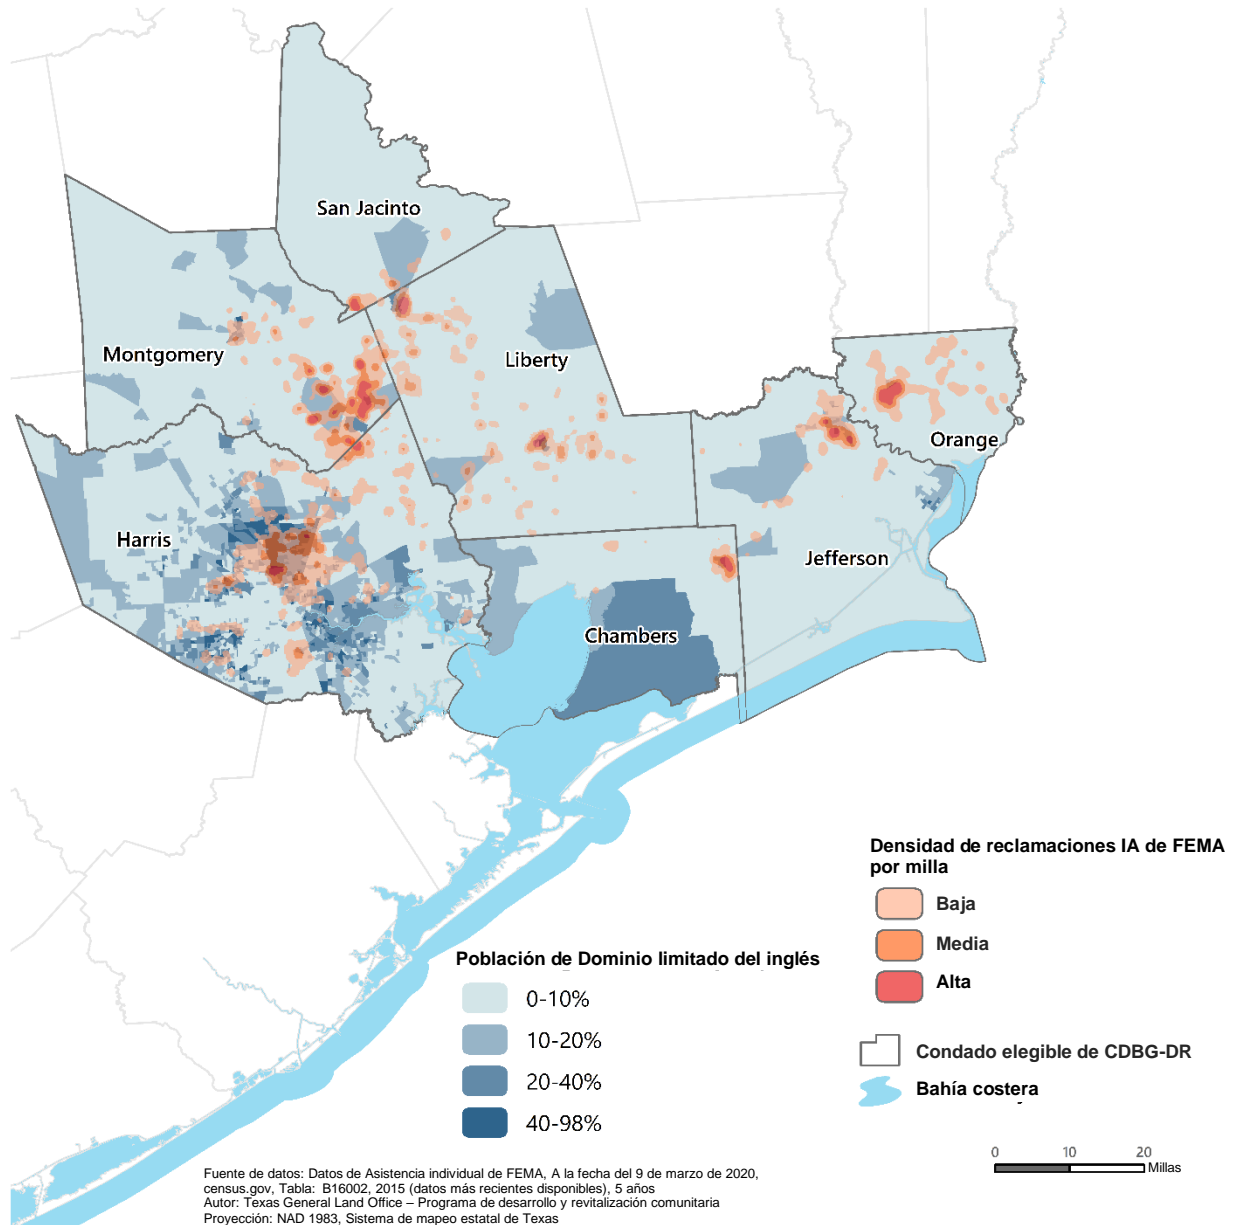 San Jacinto
Montgomery
Liberty
Orange
Harris
Jefferson
Chambers
Densidad de reclamaciones IA de FEMA
por milla
Baja
Media
Alta
Población de Dominio limitado del inglés
0-10%
10-20%
20-40%
40-98%
Condado elegible de CDBG-DR
Bahía costera
0 10 20
Millas
Fuente de datos: Datos de Asistencia individual de FEMA, A la fecha del 9 de marzo de 2020,
census.gov, Tabla: B16002, 2015 (datos más recientes disponibles), 5 años
Autor: Texas General Land Office – Programa de desarrollo y revitalización comunitaria
Proyección: NAD 1983, Sistema de mapeo estatal de Texas